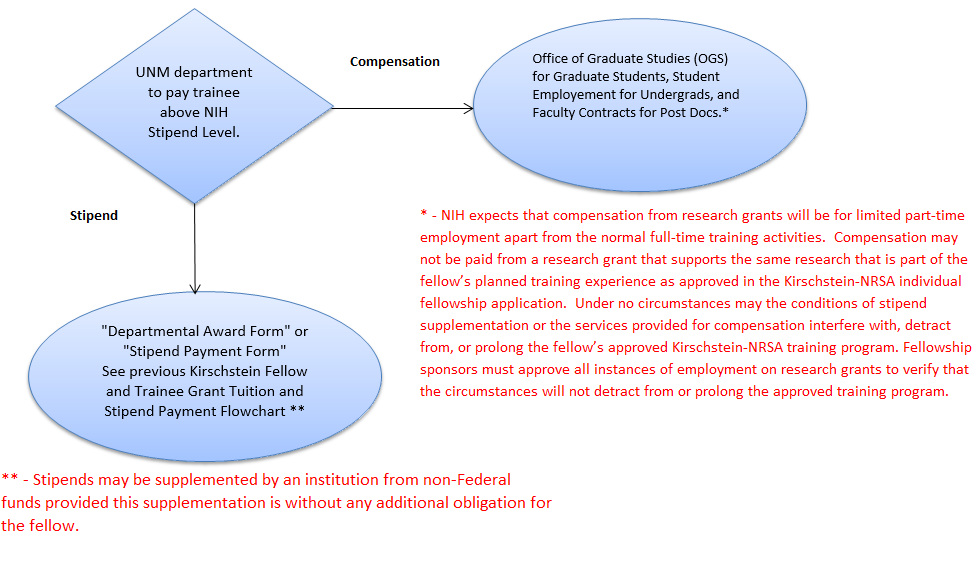 UNM department
to pay trainee
above NIH
Stipend Level.
Compensation
Office of Graduate Studies (OGS)
for Graduate Students, Student
Employement for Undergrads, and
Faculty Contracts for Post Docs.*
Stipend
* - NIH expects that compensation from research grants will be for limited part-time
employment apart from the normal full-time training activities.  Compensation may
not be paid from a research grant that supports the same research that is part of the
fellow’s planned training experience as approved in the Kirschstein-NRSA individual
fellowship application.  Under no circumstances may the conditions of stipend
supplementation or the services provided for compensation interfere with, detract
from, or prolong the fellow’s approved Kirschstein-NRSA training program. Fellowship
sponsors must approve all instances of employment on research grants to verify that
the circumstances will not detract from or prolong the approved training program.
"Departmental Award Form" or
"Stipend Payment Form"
See previous Kirschstein Fellow
and Trainee Grant Tuition and
Stipend Payment Flowchart **
** - Stipends may be supplemented by an institution from non-Federal
funds provided this supplementation is without any additional obligation for
the fellow.